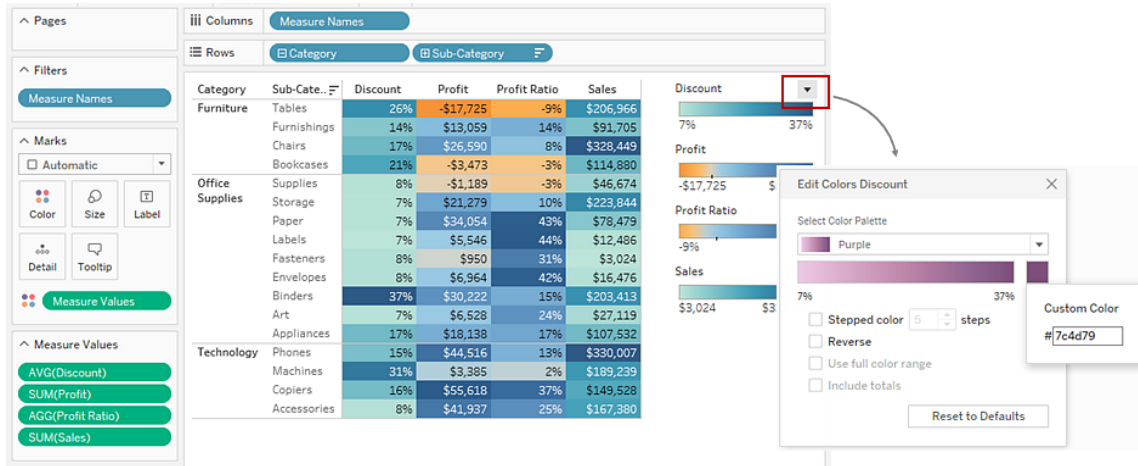 Pages
Columns
Measure Names
Rows
Category
Sub-Category
Filters
Measure Names
Marks
Automatic
Color
Size
Label
Detail
Tooltip
Measure Values
Measure Values
AVG(Discount)
SUM(Profit)
AGG(Profit Ratio)
SUM(Sales)
Category Sub-Cate.. Discount Profit Profit Ratio Sales
Furniture Tables 26% -$17,725 -9% $206,966
Furnishings 14% $13,059 14% $91,705
Chairs 17% $26,590 8% $328,449
Bookcases 21% -$3,473 -3% $114,880
Office Supplies 8% -$1,189 -3% $46,674
Supplies Storage 7% $21,279 10% $223,844
Paper 7% $34,054 43% $78,479
Labels 7% $5,546 44% $12,486
Fasteners 8% $950 31% $3,024
Envelopes 8% $6,964 42% $16,476
Binders 37% $30,222 15% $203,413
Art 7% $6,528 24% $27,119
Appliances 17% $18,138 17% $107,532
Technology Phones 15% $44,516 13% $330,007
Machines 31% $3,385 2% $189,239
Copiers 16% $55,618 37% $149,528
Accessories 8% $41,937 25% $167,380
Discount
7% 37%
Profit
-$17,725 $
Profit Ratio
-9%
Sales
$3,024 $3
Edit Colors Discount
Select Color Palette
Purple
7% 37%
Stepped color 5 steps
Reverse
Use full color range
Include totals
Reset to Defaults
Custom Color
# 7c4d79